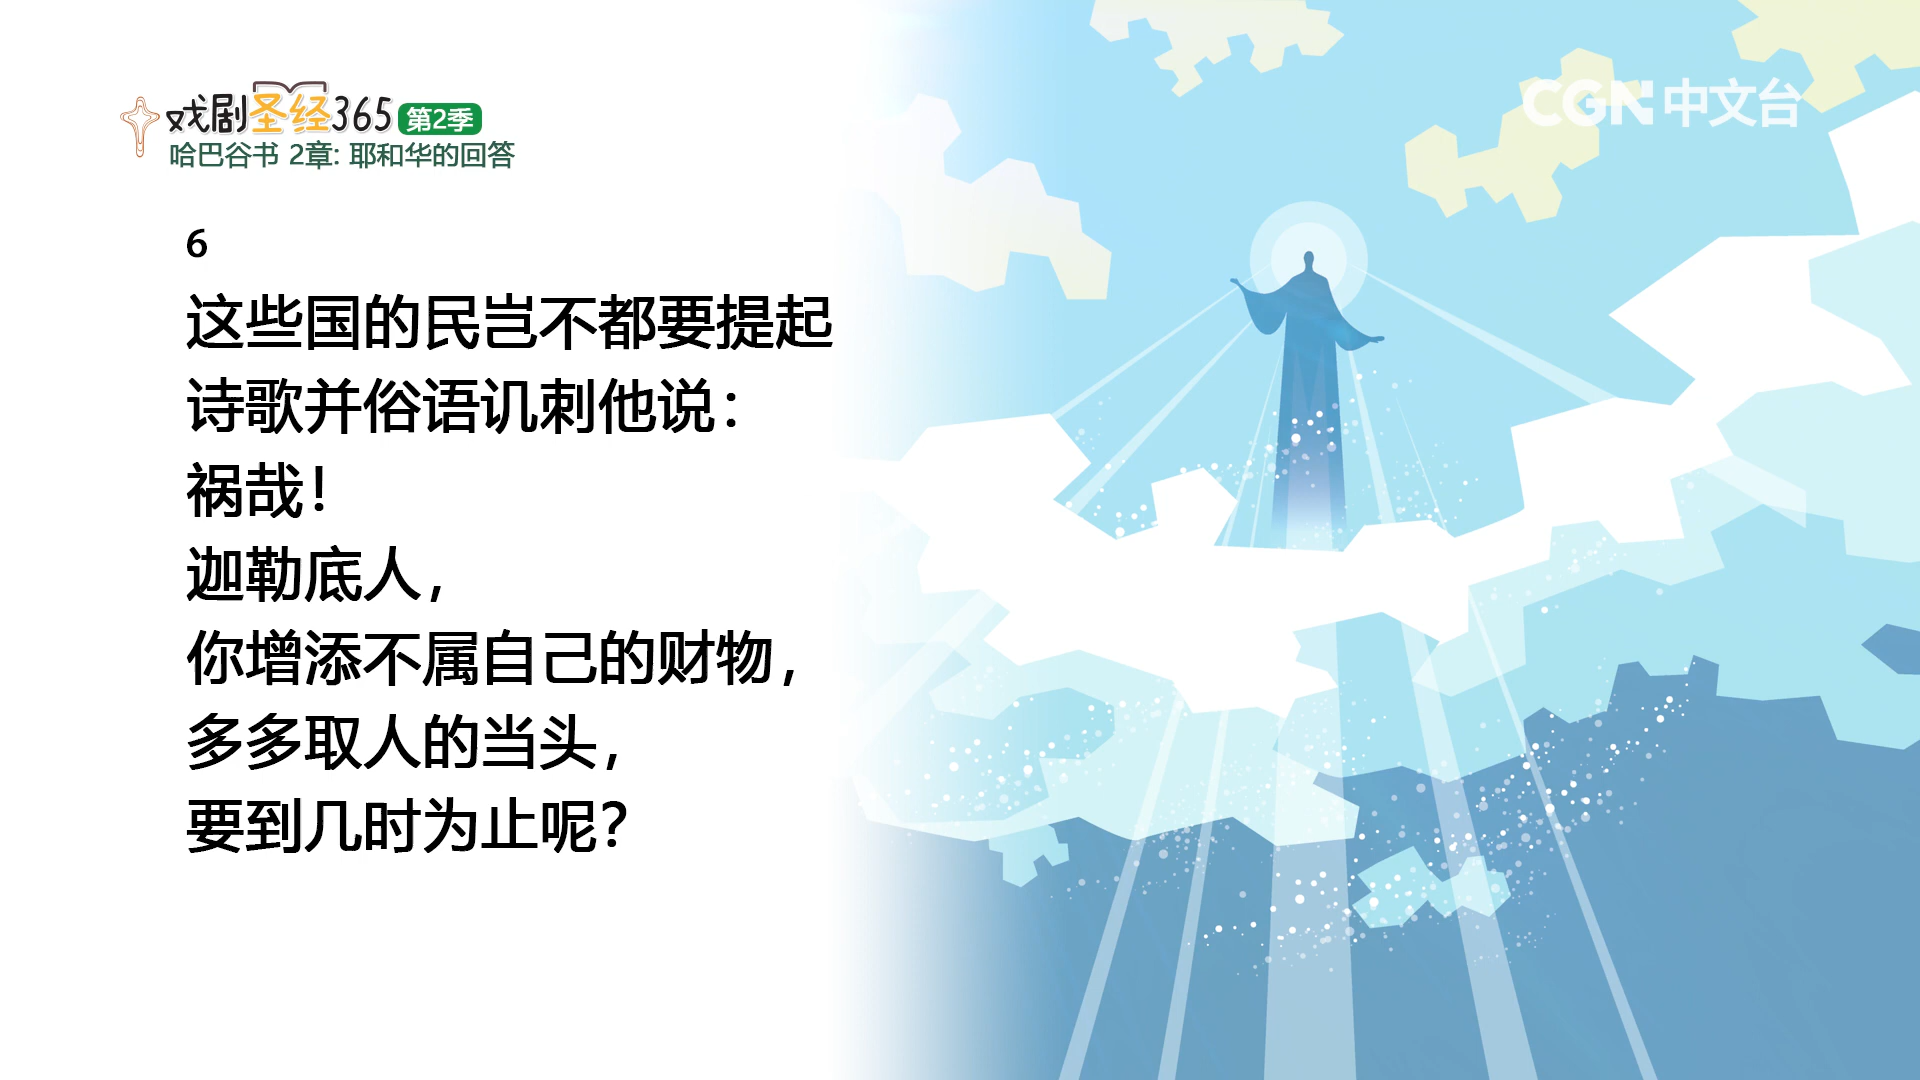 戏剧圣经365 第2季
哈巴谷书 2章: 耶和华的回答
CGN 中文台
6
这些国的民岂不都要提起
诗歌并俗语讥刺他说：
祸哉！
迦勒底人，
你增添不属自己的财物，
多多取人的当头，
要到几时为止呢？